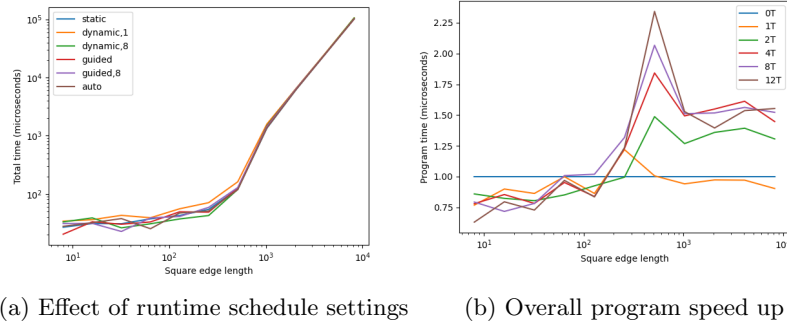 10⁵
10⁴
10³
10²
Total time (microseconds)
static
dynamic,1
dynamic,8
guided
guided,8
auto
10¹
10²
10³
10⁴
Square edge length
(a) Effect of runtime schedule settings
2.25
2.00
1.75
1.50
1.25
1.00
0.75
Program time (microseconds)
0T
1T
2T
4T
8T
12T
10¹
10²
10³
Square edge length
(b) Overall program speed up